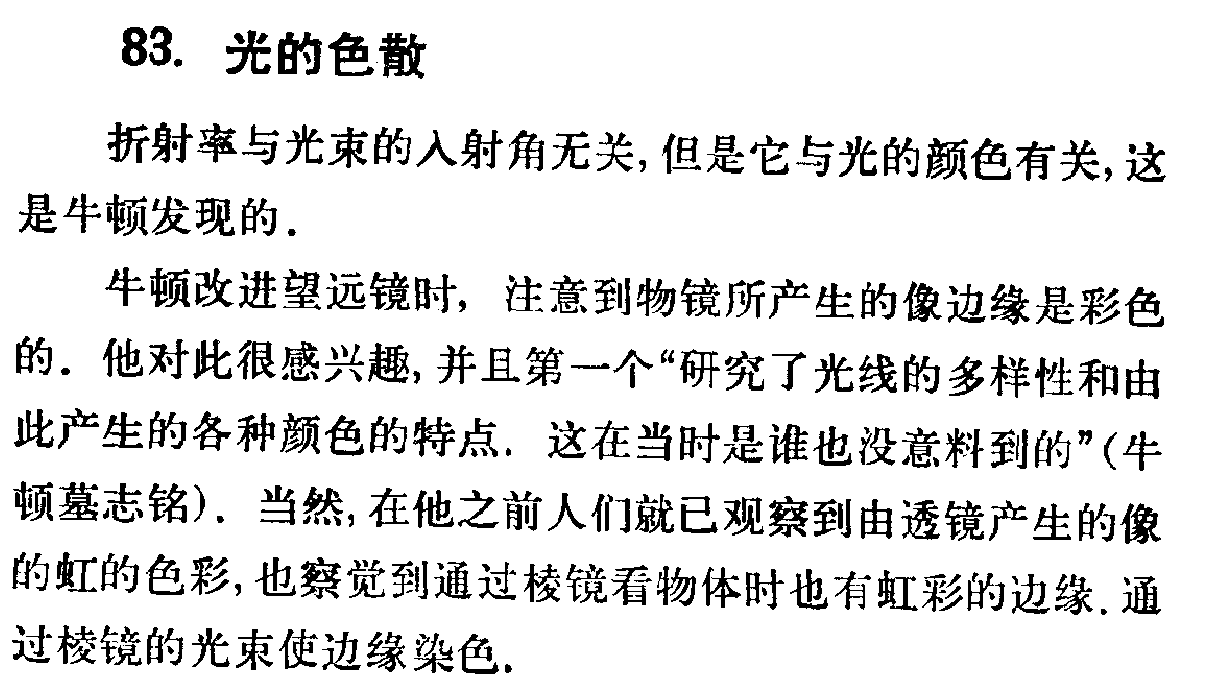 83. 光的色散
折射率与光束的入射角无关,但是它与光的颜色有关,这
是牛顿发现的.
牛顿改进望远镜时, 注意到物镜所产生的像边缘是彩色
的. 他对此很感兴趣,并且第一个“研究了光线的多样性和由
此产生的各种颜色的特点. 这在当时是谁也没意料到的”(牛
顿墓志铭). 当然,在他之前人们就已观察到由透镜产生的像
的虹的色彩,也察觉到通过棱镜看物体时也有虹彩的边缘.通
过棱镜的光束使边缘染色.